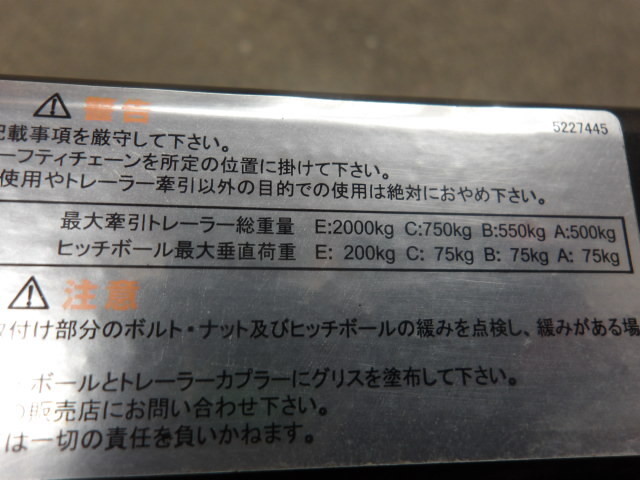 警告
5227445
記載事項を厳守して下さい。
ーフティチェーンを所定の位置に掛けて下さい。
使用やトレーラー牽引以外の目的での使用は絶対におやめ下さい。
最大牽引トレーラー総重量 E:2000kg C:750kg B:550kg A:500kg
ヒッチボール最大垂直荷重 E: 200kg C: 75kg B: 75kg A: 75kg
注意
付け部分のボルト・ナット及びヒッチボールの緩みを点検し、緩みがある場
ボールとトレーラーカプラーにグリスを塗布して下さい。
販売店にお問い合わせ下さい。
は一切の責任を負いかねます。